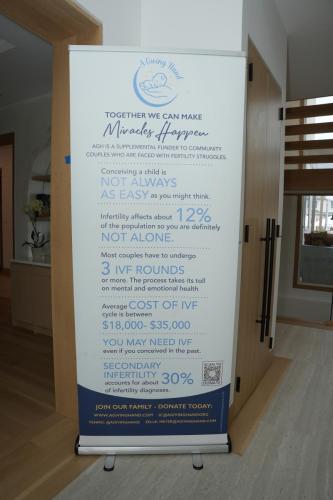 A Giving Hand
TOGETHER WE CAN MAKE
Miracles Happen
AGH IS A SUPPLEMENTAL FUNDER TO COMMUNITY
COUPLES WHO ARE FACED WITH FERTILITY STRUGGLES.
Conceiving a child is
NOT ALWAYS
AS EASY as you might think.
Infertility affects about 12%
of the population so you are definitely
NOT ALONE.
Most couples have to undergo
3 IVF ROUNDS
or more. The process takes its toll
on mental and emotional health
Average COST OF IVF
cycle is between
$18,000- $35,000
YOU MAY NEED IVF
even if you conceived in the past.
SECONDARY
INFERTILITY
accounts for about 30%
of infertility diagnoses.
JOIN OUR FAMILY - DONATE TODAY:
WWW.AGIVINGHAND.COM
VENMO: @AGIVINGHAND